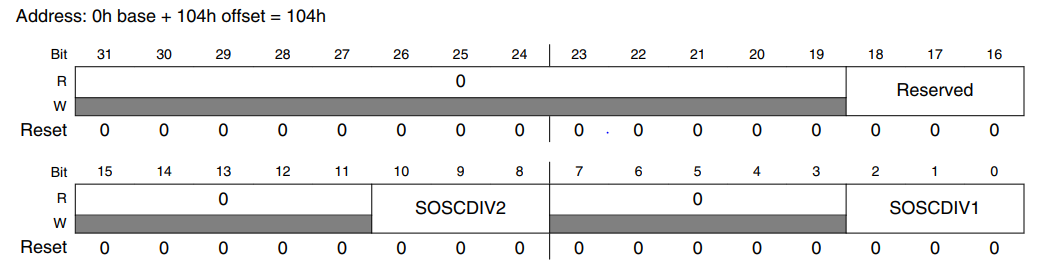 Address: 0h base + 104h offset = 104h
Bit 31 30 29 28 27 26 25 24 23 22 21 20 19 18 17 16
R 0 Reserved
W
Reset 0 0 0 0 0 0 0 0 0 0 0 0 0 0 0 0
Bit 15 14 13 12 11 10 9 8 7 6 5 4 3 2 1 0
R 0 SOSCDIV2 0 SOSCDIV1
W
Reset 0 0 0 0 0 0 0 0 0 0 0 0 0 0 0 0